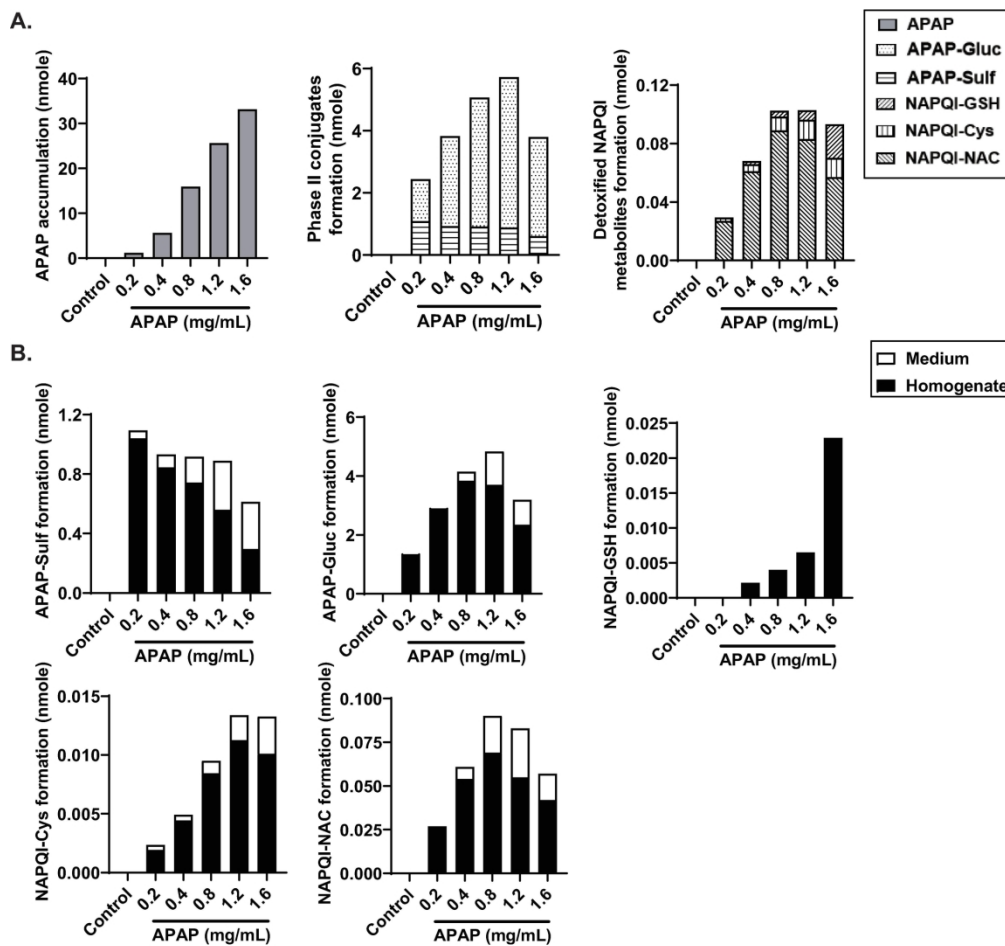 A.
APAP accumulation (nmole)
40
30
20
10
0
Control
0.2
0.4
0.8
1.2
1.6
APAP (mg/mL)
Phase II conjugates
formation (nmole)
6
4
2
0
Control
0.2
0.4
0.8
1.2
1.6
APAP (mg/mL)
Detoxified NAPQI
metabolites formation (nmole)
0.12
0.08
0.04
0.00
Control
0.2
0.4
0.8
1.2
1.6
APAP (mg/mL)
APAP
APAP-Gluc
APAP-Sulf
NAPQI-GSH
NAPQI-Cys
NAPQI-NAC
B.
Medium
Homogenate
APAP-Sulf formation (nmole)
1.2
0.8
0.4
0.0
Control
0.2
0.4
0.8
1.2
1.6
APAP (mg/mL)
APAP-Gluc formation (nmole)
6
4
2
0
Control
0.2
0.4
0.8
1.2
1.6
APAP (mg/mL)
NAPQI-GSH formation (nmole)
0.025
0.020
0.015
0.010
0.005
0.000
Control
0.2
0.4
0.8
1.2
1.6
APAP (mg/mL)
NAPQI-Cys formation (nmole)
0.015
0.010
0.005
0.000
Control
0.2
0.4
0.8
1.2
1.6
APAP (mg/mL)
NAPQI-NAC formation (nmole)
0.100
0.075
0.050
0.025
0.000
Control
0.2
0.4
0.8
1.2
1.6
APAP (mg/mL)